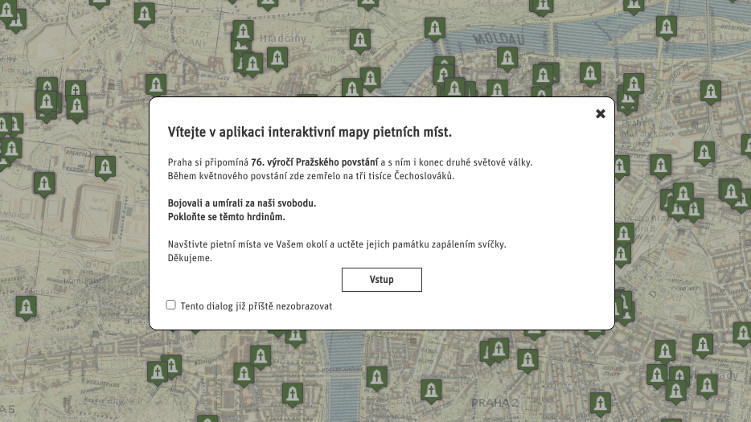 Hradčany
MOLDAU
Vítejte v aplikaci interaktivní mapy pietních míst.
Praha si připomíná 76. výročí Pražského povstání a s ním i konec druhé světové války.
Během květnového povstání zde zemřelo na tři tisíce Čechoslováků.
Bojovali a umírali za naši svobodu.
Pokloňte se těmto hrdinům.
Navštivte pietní místa ve Vašem okolí a uctěte jejich památku zapálením svíčky.
Děkujeme.
Vstup
Tento dialog již příště nezobrazovat
PRAHA 2